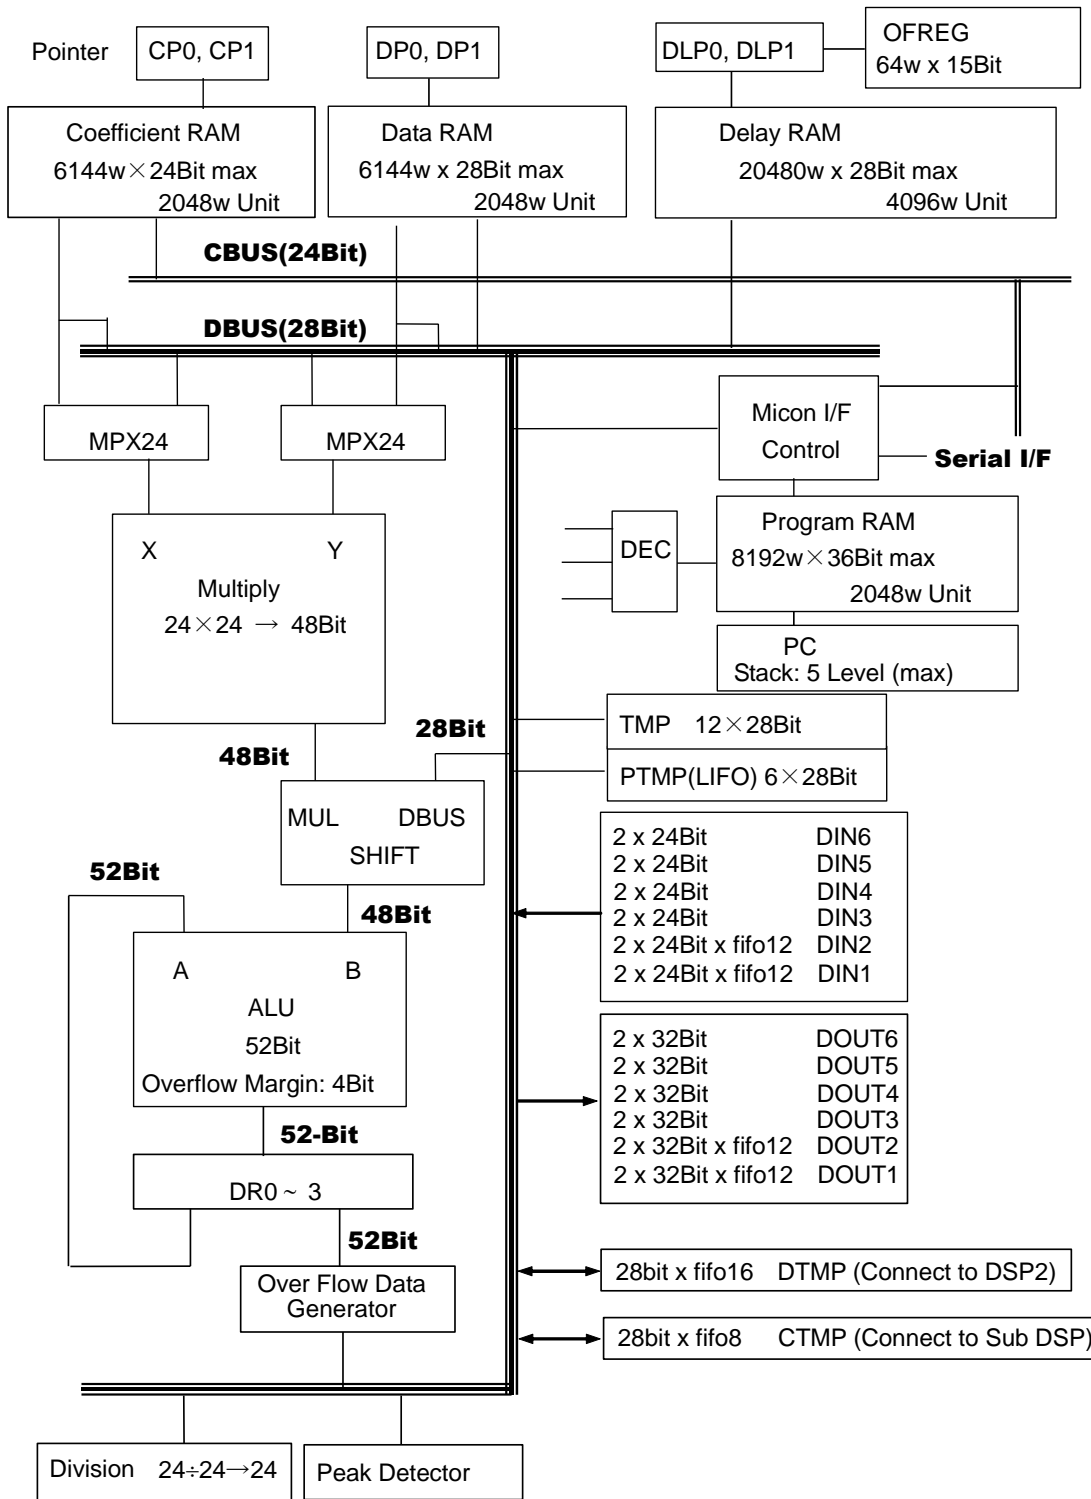 Pointer
CP0, CP1
DP0, DP1
DLP0, DLP1
OFREG
64w x 15Bit
Coefficient RAM
6144w×24Bit max
2048w Unit
Data RAM
6144w x 28Bit max
2048w Unit
Delay RAM
20480w x 28Bit max
4096w Unit
CBUS(24Bit)
DBUS(28Bit)
MPX24
MPX24
Micon I/F
Control
Serial I/F
X
Y
Multiply
24×24 → 48Bit
DEC
Program RAM
8192w×36Bit max
2048w Unit
PC
Stack: 5 Level (max)
48Bit
28Bit
TMP 12×28Bit
PTMP(LIFO) 6×28Bit
MUL
DBUS
SHIFT
52Bit
48Bit
2 x 24Bit DIN6
2 x 24Bit DIN5
2 x 24Bit DIN4
2 x 24Bit DIN3
2 x 24Bit x fifo12 DIN2
2 x 24Bit x fifo12 DIN1
A
B
ALU
52Bit
Overflow Margin: 4Bit
2 x 32Bit DOUT6
2 x 32Bit DOUT5
2 x 32Bit DOUT4
2 x 32Bit DOUT3
2 x 32Bit x fifo12 DOUT2
2 x 32Bit x fifo12 DOUT1
52-Bit
DR0 ~ 3
52Bit
Over Flow Data
Generator
28bit x fifo16 DTMP (Connect to DSP2)
28bit x fifo8 CTMP (Connect to Sub DSP)
Division 24÷24→24
Peak Detector